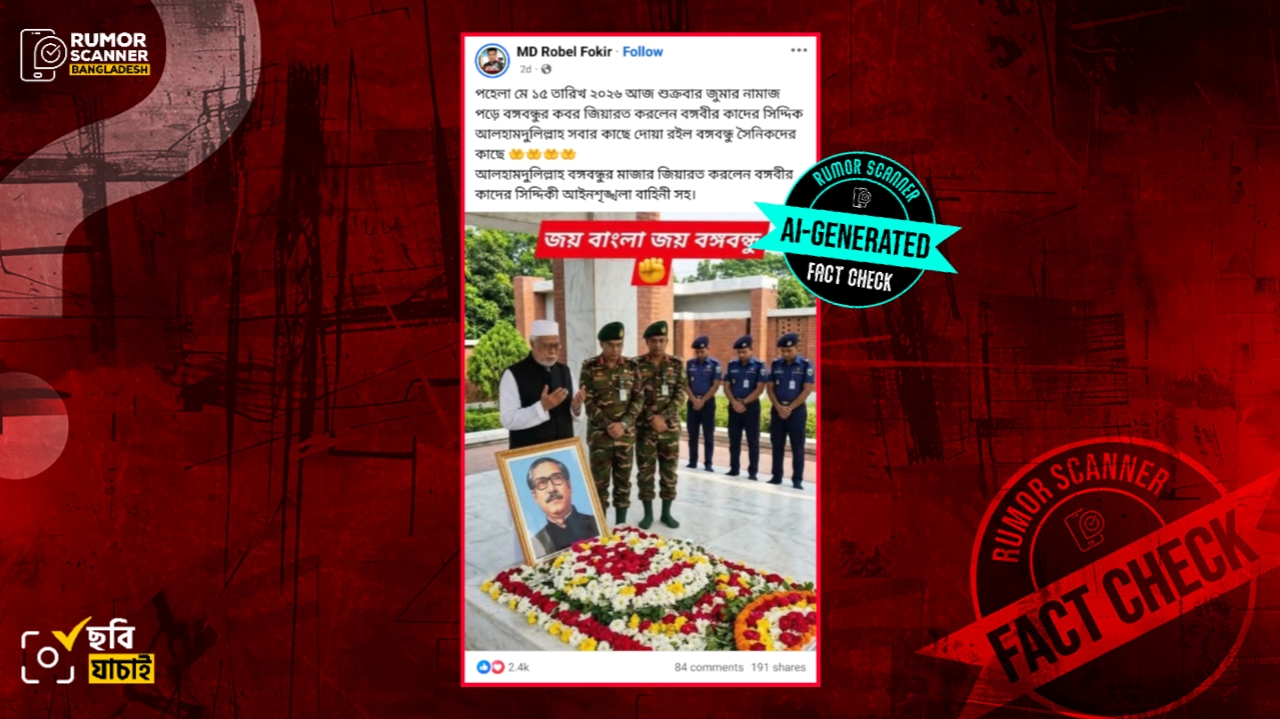 RUMOR
SCANNER
BANGLADESH
MD Robel Fokir · Follow
2d ·
পহেলা মে ১৫ তারিখ ২০২৬ আজ শুক্রবার জুমার নামাজ
পড়ে বঙ্গবন্ধুর কবর জিয়ারত করলেন বঙ্গবীর কাদের সিদ্দিক
আলহামদুলিল্লাহ সবার কাছে দোয়া রইল বঙ্গবন্ধু সৈনিকদের
কাছে 🤲🤲🤲🤲
আলহামদুলিল্লাহ বঙ্গবন্ধুর মাজার জিয়ারত করলেন বঙ্গবীর
কাদের সিদ্দিকী আইনশৃঙ্খলা বাহিনী সহ।
জয় বাংলা জয় বঙ্গবন্ধু
✊
RUMOR SCANNER
AI-GENERATED
FACT CHECK
2.4k
84 comments 191 shares
RUMOR SCANNER
FACT CHECK
ছবি
যাচাই